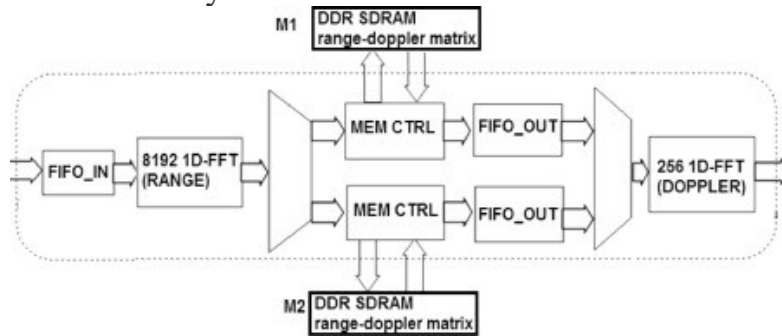 M1
DDR SDRAM
range-doppler matrix
FIFO_IN
8192 1D-FFT
(RANGE)
MEM CTRL
FIFO_OUT
MEM CTRL
FIFO_OUT
256 1D-FFT
(DOPPLER)
M2
DDR SDRAM
range-doppler matrix